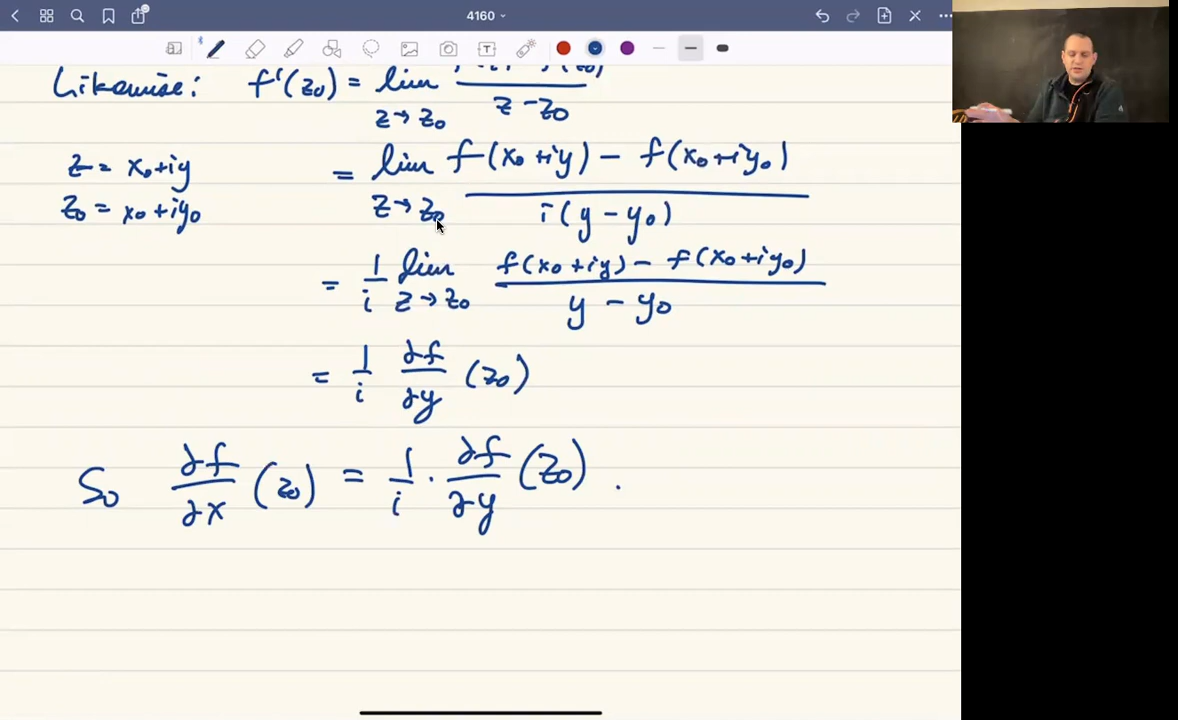 4160
Likewise: f'(z₀) = lim z→z₀ / z − z₀
z = x₀+iy = lim z→z₀ f(x₀+iy) − f(x₀+iy₀) / i(y − y₀)
z₀ = x₀+iy₀
= 1/i lim z→z₀ f(x₀+iy) − f(x₀+iy₀) / y − y₀
= 1/i ∂f/∂y (z₀)
So ∂f/∂x (z₀) = 1/i · ∂f/∂y (z₀) .